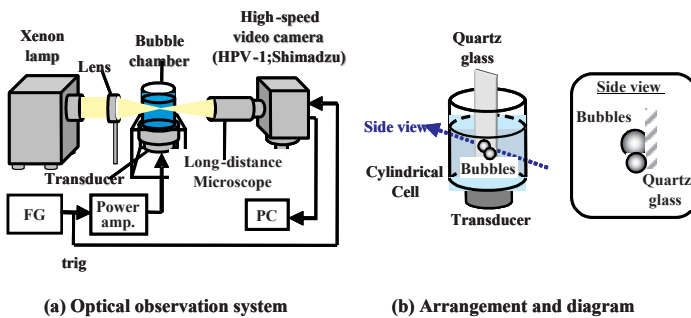 Xenon
lamp
Lens
Bubble
chamber
High-speed
video camera
(HPV-1;Shimadzu)
Transducer
Long-distance
Microscope
FG
Power
amp.
PC
trig
(a) Optical observation system
Quartz
glass
Side view
Bubbles
Cylindrical
Cell
Transducer
Side view
Bubbles
Quartz
glass
(b) Arrangement and diagram